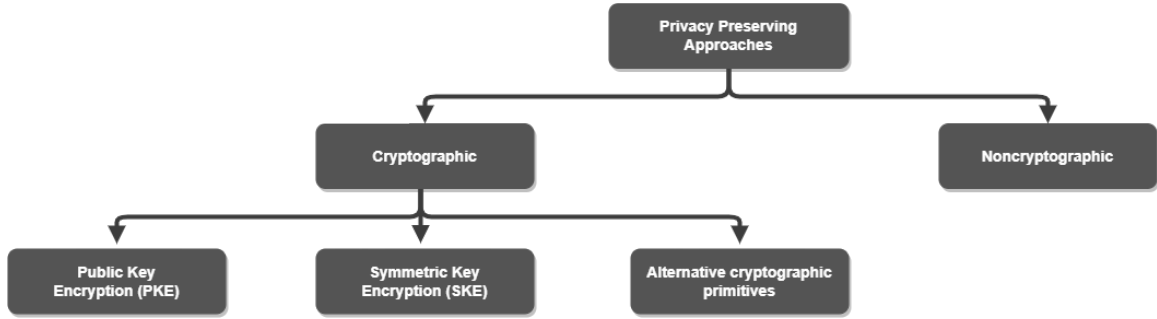 Privacy Preserving
Approaches
Cryptographic
Noncryptographic
Public Key
Encryption (PKE)
Symmetric Key
Encryption (SKE)
Alternative cryptographic
primitives